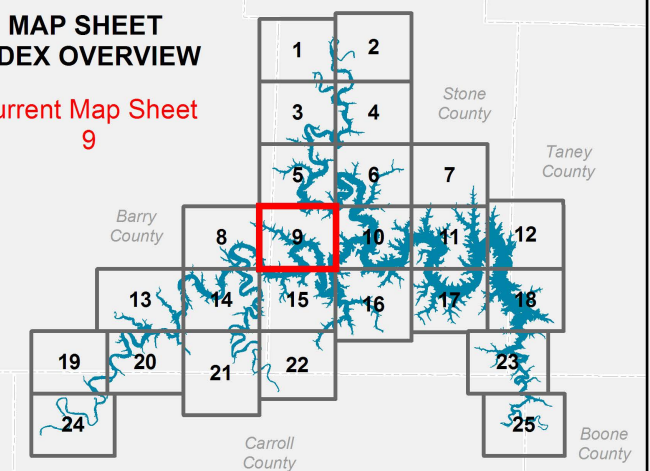 MAP SHEET
DEX OVERVIEW
urrent Map Sheet
9
1
2
3
4
Stone
County
5
6
7
Taney
County
Barry
County
8
9
10
11
12
13
14
15
16
17
18
19
20
21
22
23
24
25
Carroll
County
Boone
County